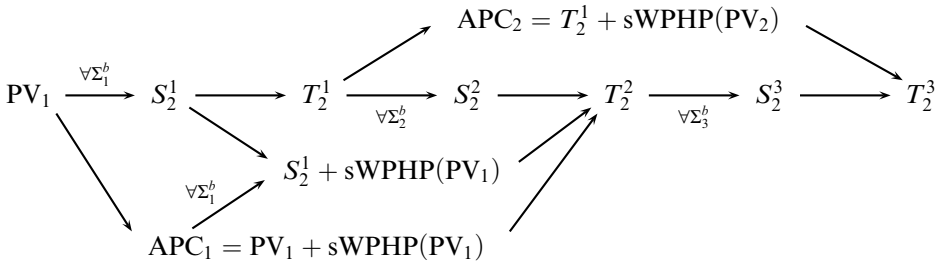 APC₂ = T₂¹ + sWPHP(PV₂)
∀Σ₁ᵇ
PV₁ S₂¹ T₂¹ S₂² T₂² S₂³ T₂³
∀Σ₂ᵇ ∀Σ₃ᵇ
S₂¹ + sWPHP(PV₁)
∀Σ₁ᵇ
APC₁ = PV₁ + sWPHP(PV₁)